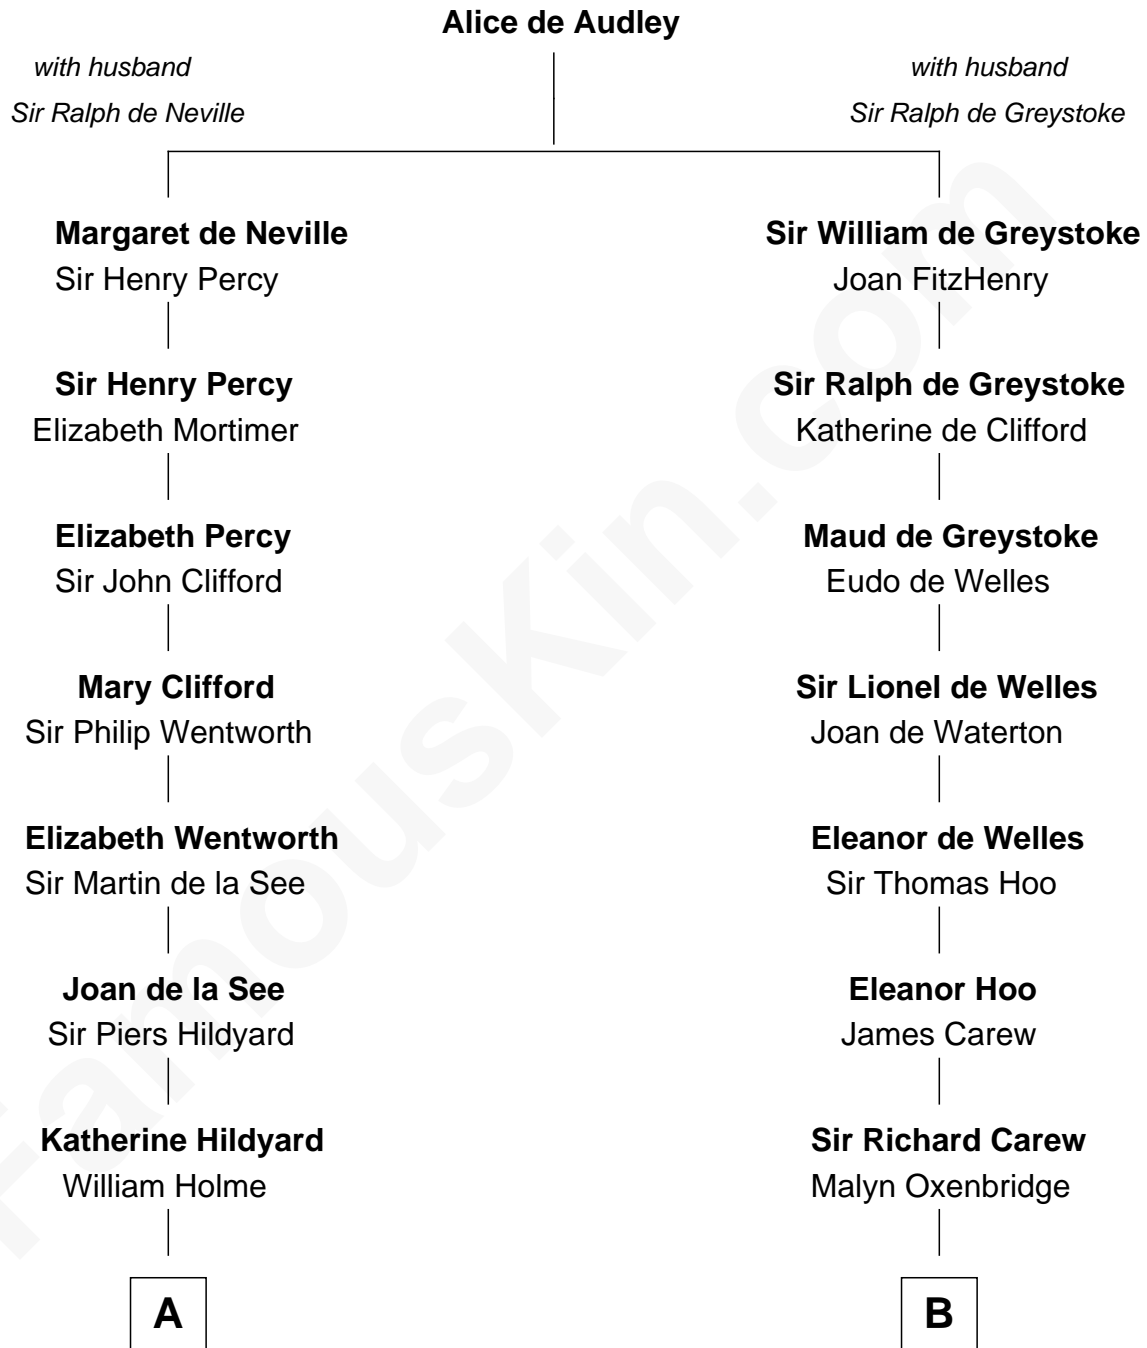 Alice de Audley
with husband
Sir Ralph de Neville
with husband
Sir Ralph de Greystoke
Margaret de Neville
Sir Henry Percy
Sir William de Greystoke
Joan FitzHenry
Sir Henry Percy
Elizabeth Mortimer
Sir Ralph de Greystoke
Katherine de Clifford
Elizabeth Percy
Sir John Clifford
Maud de Greystoke
Eudo de Welles
Mary Clifford
Sir Philip Wentworth
Sir Lionel de Welles
Joan de Waterton
Elizabeth Wentworth
Sir Martin de la See
Eleanor de Welles
Sir Thomas Hoo
Joan de la See
Sir Piers Hildyard
Eleanor Hoo
James Carew
Katherine Hildyard
William Holme
Sir Richard Carew
Malyn Oxenbridge
A
B
FamousKin.com